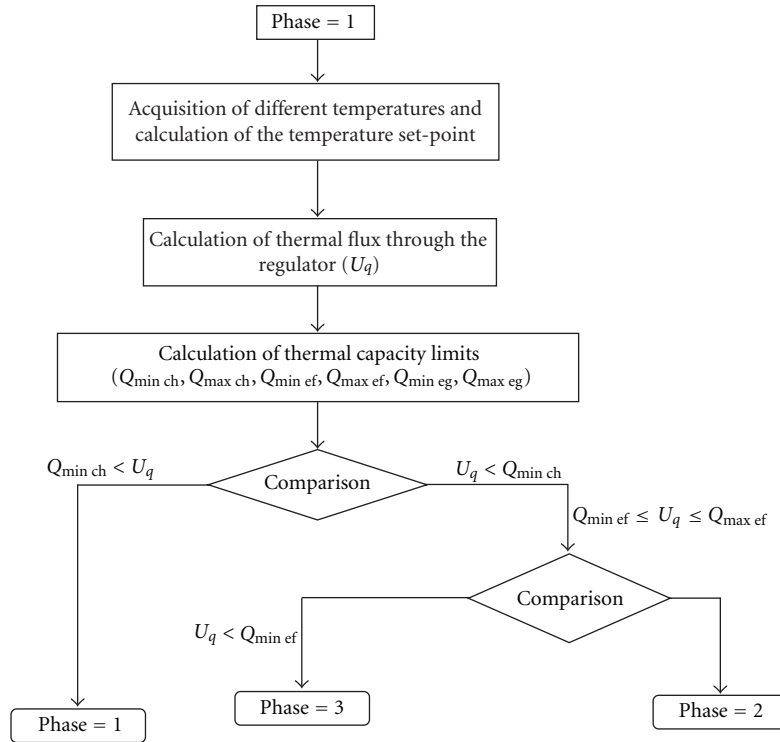 Phase = 1
Acquisition of different temperatures and
calculation of the temperature set-point
Calculation of thermal flux through the
regulator (U_q)
Calculation of thermal capacity limits
(Q_min ch, Q_max ch, Q_min ef, Q_max ef, Q_min eg, Q_max eg)
Q_min ch < U_q
Comparison
U_q < Q_min ch
Q_min ef ≤ U_q ≤ Q_max ef
Comparison
U_q < Q_min ef
Phase = 1
Phase = 3
Phase = 2